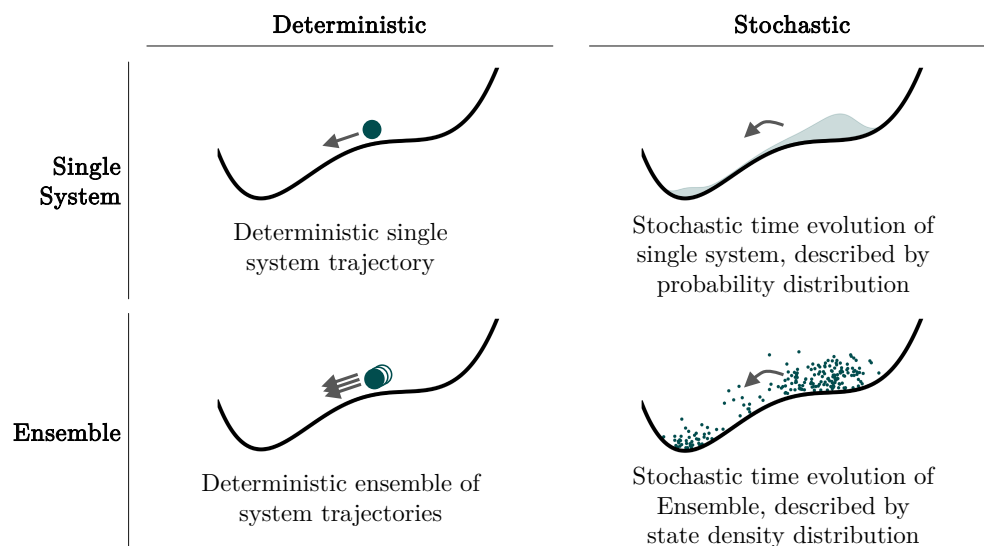 Deterministic
Stochastic
Single
System
Deterministic single
system trajectory
Stochastic time evolution of
single system, described by
probability distribution
Ensemble
Deterministic ensemble of
system trajectories
Stochastic time evolution of
Ensemble, described by
state density distribution